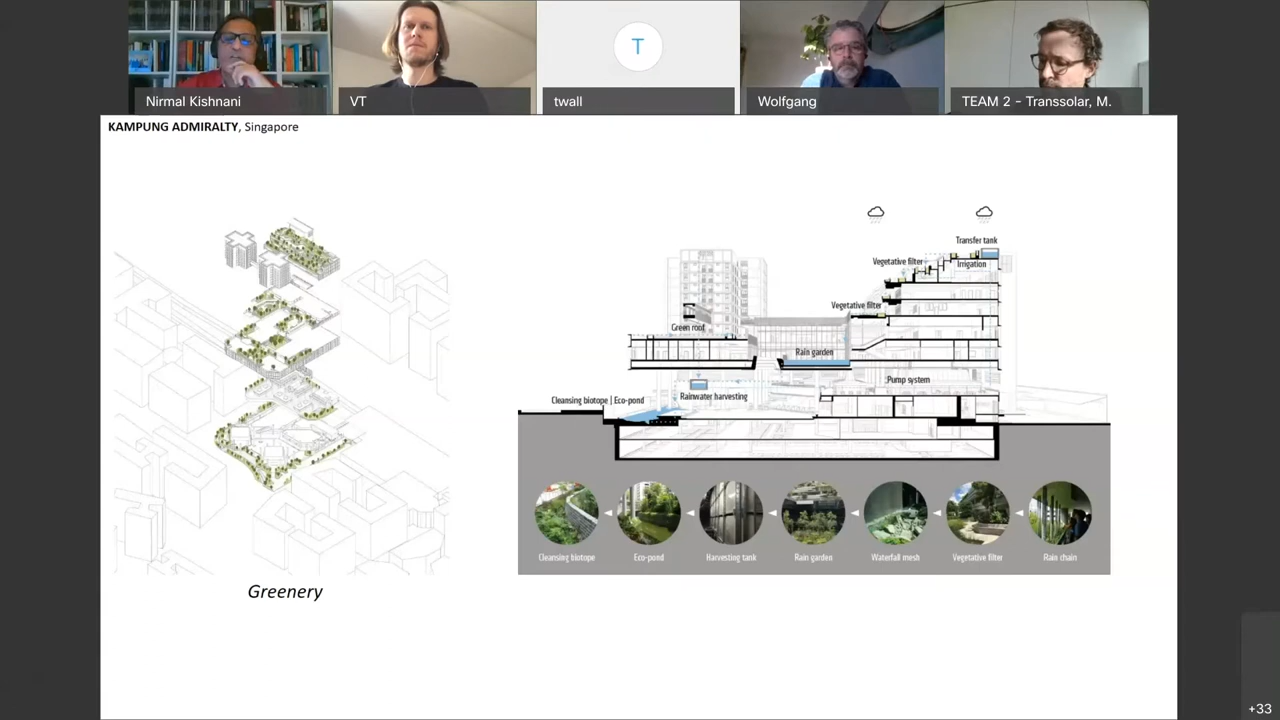 Nirmal Kishnani
VT
T
twall
Wolfgang
TEAM 2 - Transsolar, M.
KAMPUNG ADMIRALTY, Singapore
Transfer tank
Vegetative filter
Irrigation
Vegetative filter
Green roof
Rain garden
Pump system
Rainwater harvesting
Cleansing biotope | Eco-pond
Cleansing biotope
Eco-pond
Harvesting tank
Rain garden
Waterfall mesh
Vegetative filter
Rain chain
Greenery
+33